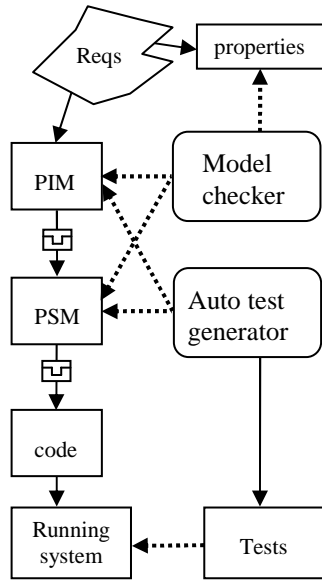 Reqs
properties
PIM
Model
checker
PSM
Auto test
generator
code
Running
system
Tests